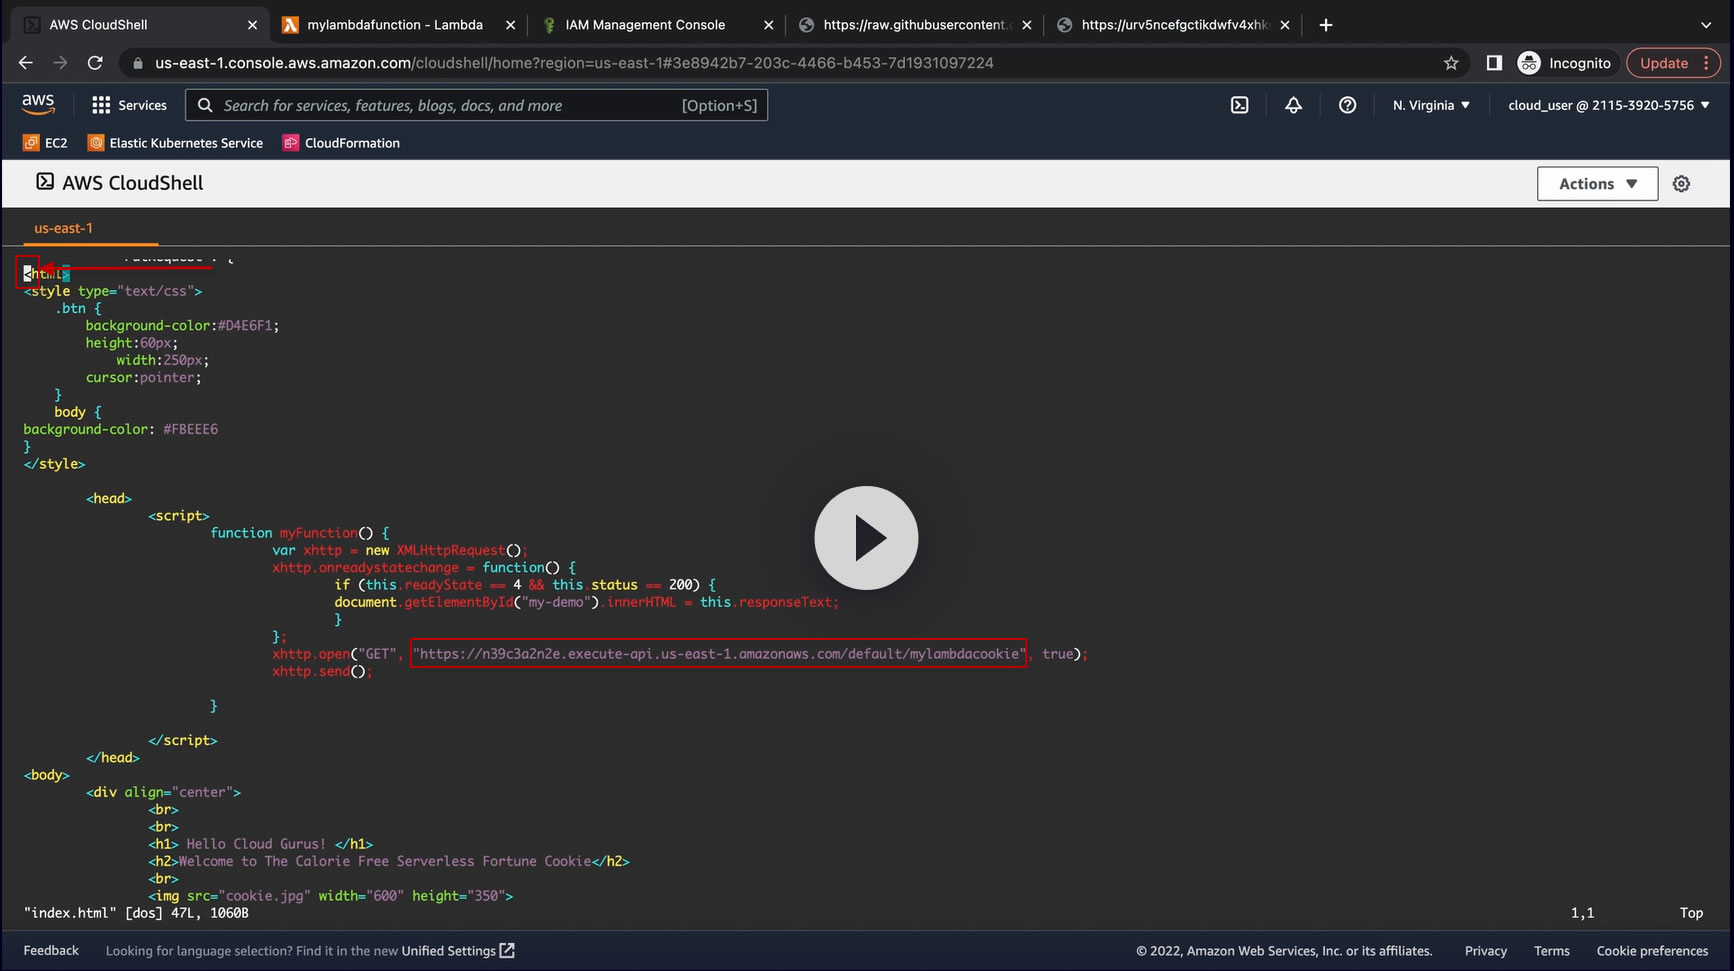 AWS CloudShell
mylambdafunction - Lambda
IAM Management Console
https://raw.githubusercontent.
https://urv5ncefgctikdwfv4xhk
us-east-1.console.aws.amazon.com/cloudshell/home?region=us-east-1#3e8942b7-203c-4466-b453-7d1931097224
Incognito
Update
aws
Services
Search for services, features, blogs, docs, and more
[Option+S]
N. Virginia
cloud_user @ 2115-3920-5756
EC2
Elastic Kubernetes Service
CloudFormation
AWS CloudShell
Actions
us-east-1
<html>
<style type="text/css">
.btn {
background-color:#D4E6F1;
height:60px;
width:250px;
cursor:pointer;
}
body {
background-color: #FBEEE6
}
</style>
<head>
<script>
function myFunction() {
var xhttp = new XMLHttpRequest();
xhttp.onreadystatechange = function() {
if (this.readyState == 4 && this.status == 200) {
document.getElementById("my-demo").innerHTML = this.responseText;
}
};
xhttp.open("GET", "https://n39c3a2n2e.execute-api.us-east-1.amazonaws.com/default/mylambdacookie", true);
xhttp.send();
}
</script>
</head>
<body>
<div align="center">
<br>
<br>
<h1> Hello Cloud Gurus! </h1>
<h2>Welcome to The Calorie Free Serverless Fortune Cookie</h2>
<br>
<img src="cookie.jpg" width="600" height="350">
"index.html" [dos] 47L, 1060B
1,1
Top
Feedback
Looking for language selection? Find it in the new Unified Settings
© 2022, Amazon Web Services, Inc. or its affiliates.
Privacy
Terms
Cookie preferences